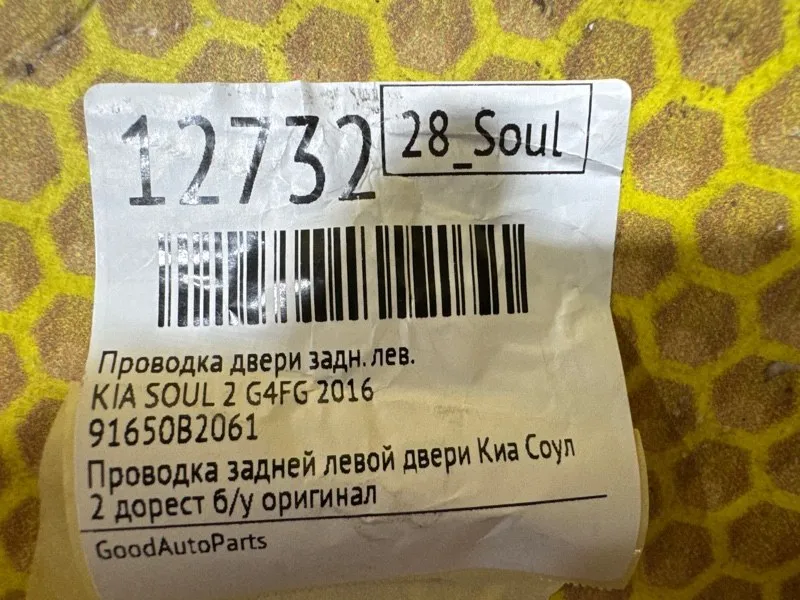 12732
28_Soul
Проводка двери задн. лев.
KIA SOUL 2 G4FG 2016
91650B2061
Проводка задней левой двери Киа Соул
2 дорест б/у оригинал
GoodAutoParts